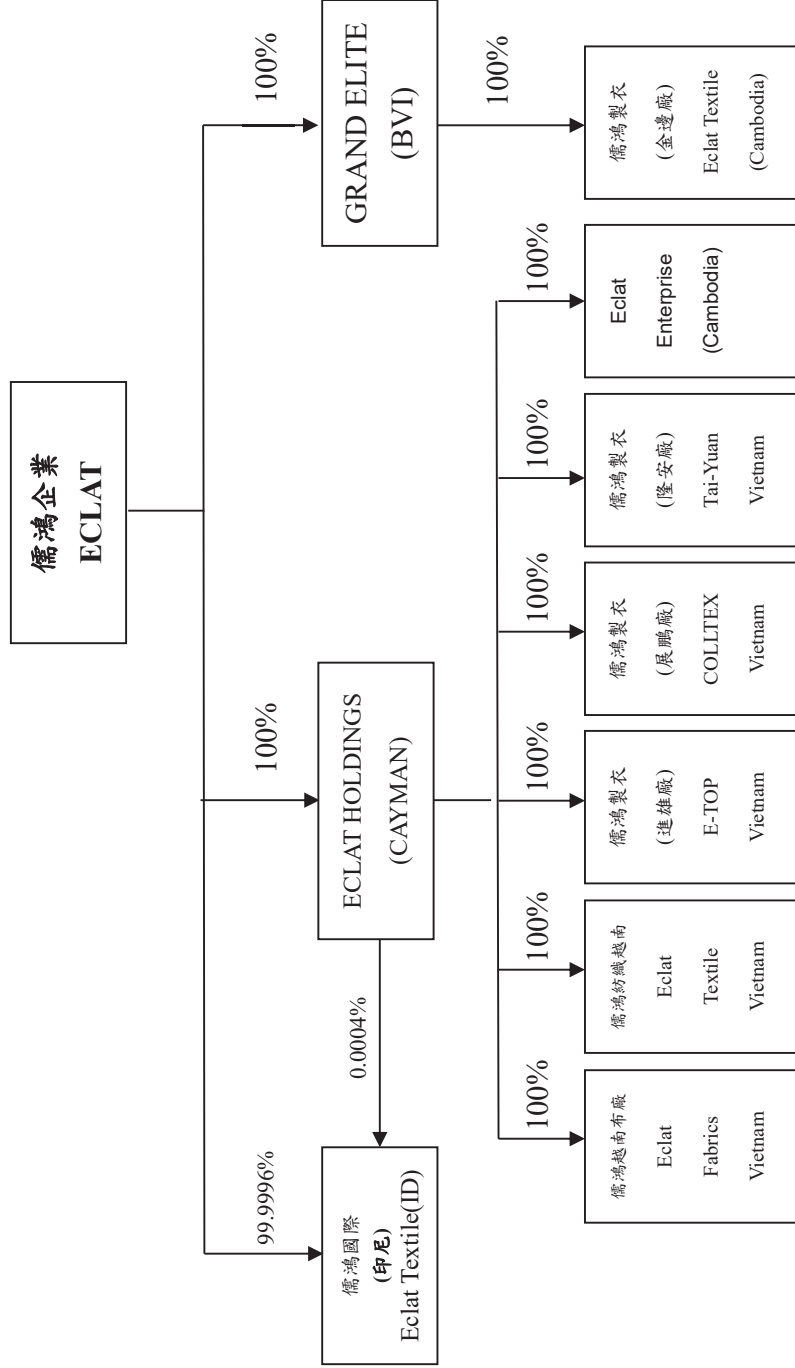 儒鴻企業
ECLAT
99.9996%
100%
100%
儒鴻國際
(印尼)
Eclat Textile(ID)
0.0004%
ECLAT HOLDINGS
(CAYMAN)
GRAND ELITE
(BVI)
100%
100%
100%
100%
100%
100%
100%
儒鴻越南布廠
Eclat
Fabrics
Vietnam
儒鴻紡織越南
Eclat
Textile
Vietnam
儒鴻製衣
(進雄廠)
E-TOP
Vietnam
儒鴻製衣
(展鵬廠)
COLLTEX
Vietnam
儒鴻製衣
(隆安廠)
Tai-Yuan
Vietnam
Eclat
Enterprise
(Cambodia)
儒鴻製衣
(金邊廠)
Eclat Textile
(Cambodia)